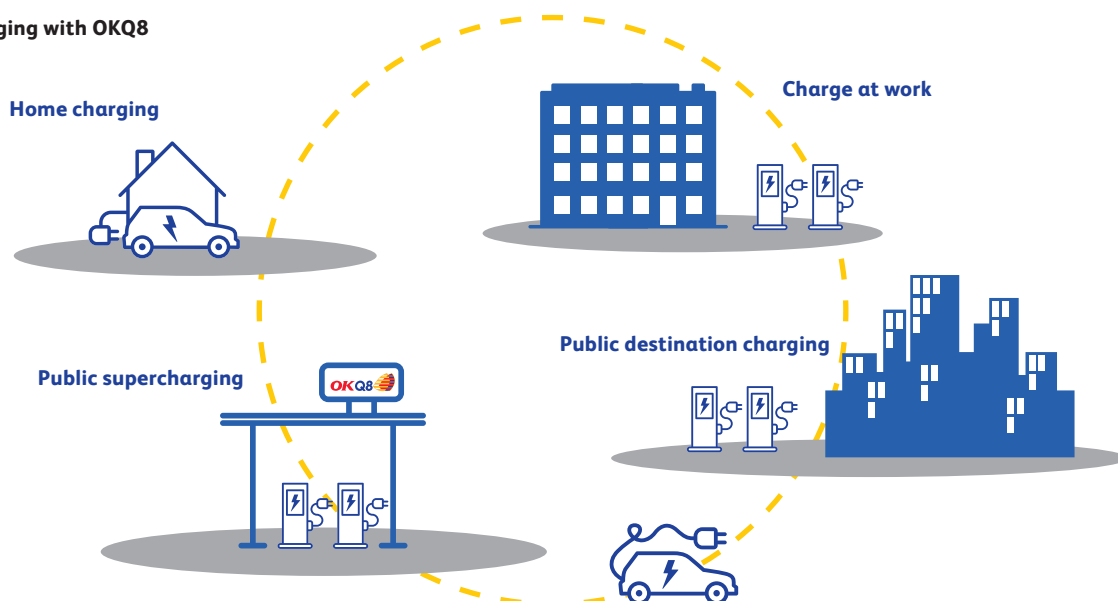 ging with OKQ8
Home charging
Charge at work
Public destination charging
Public supercharging
OKQ8